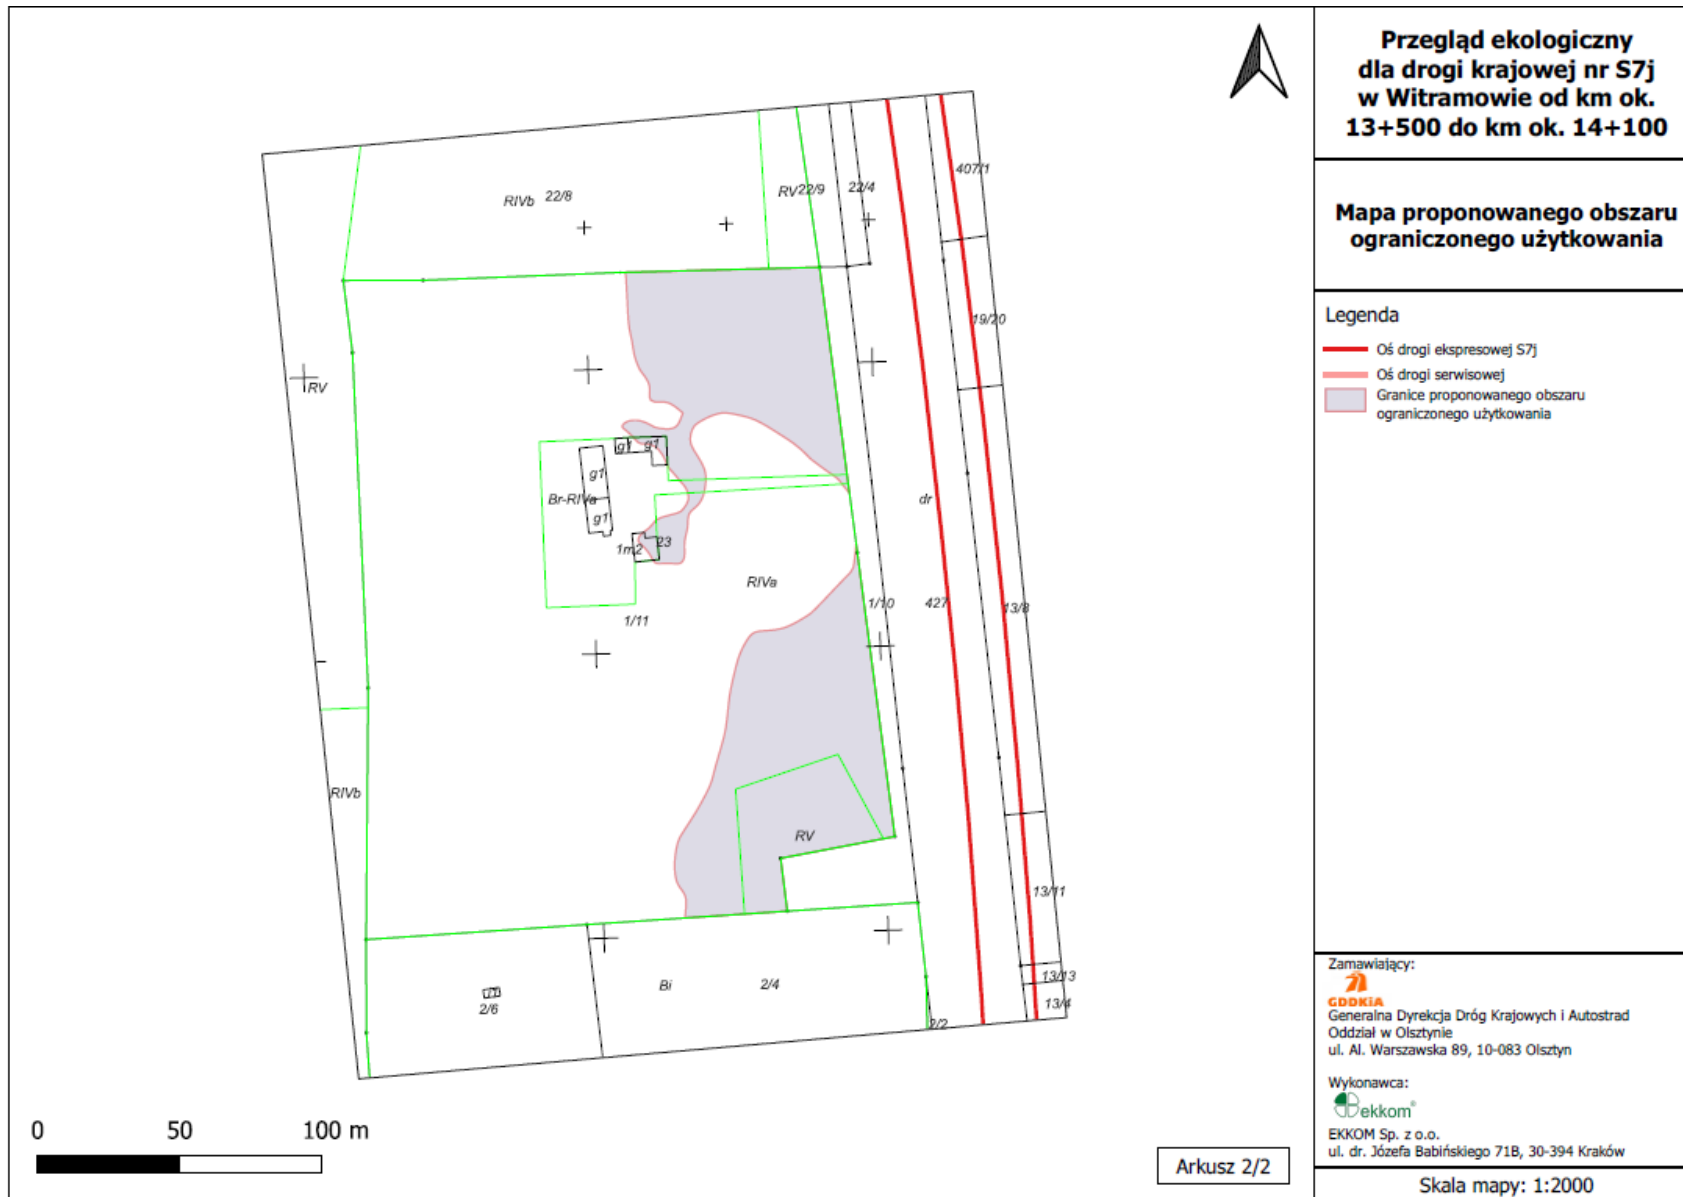 Przegląd ekologiczny
dla drogi krajowej nr S7j
w Witramowie od km ok.
13+500 do km ok. 14+100
Mapa proponowanego obszaru
ograniczonego użytkowania
Legenda
Oś drogi ekspresowej S7j
Oś drogi serwisowej
Granice proponowanego obszaru
ograniczonego użytkowania
407/1
RIVb 22/8
RV 22/9
22/4
19/20
RV
g1 g1
g1
Br-RIVa
g1
dr
1m2 23
RIVa
1/11
1/10
427
13/8
RIVb
RV
13/11
Bi
2/4
2/6
13/13
13/4
2/2
0 50 100 m
Arkusz 2/2
Zamawiający:
GDDKiA
Generalna Dyrekcja Dróg Krajowych i Autostrad
Oddział w Olsztynie
ul. Al. Warszawska 89, 10-083 Olsztyn
Wykonawca:
ekkom®
EKKOM Sp. z o.o.
ul. dr. Józefa Babińskiego 71B, 30-394 Kraków
Skala mapy: 1:2000